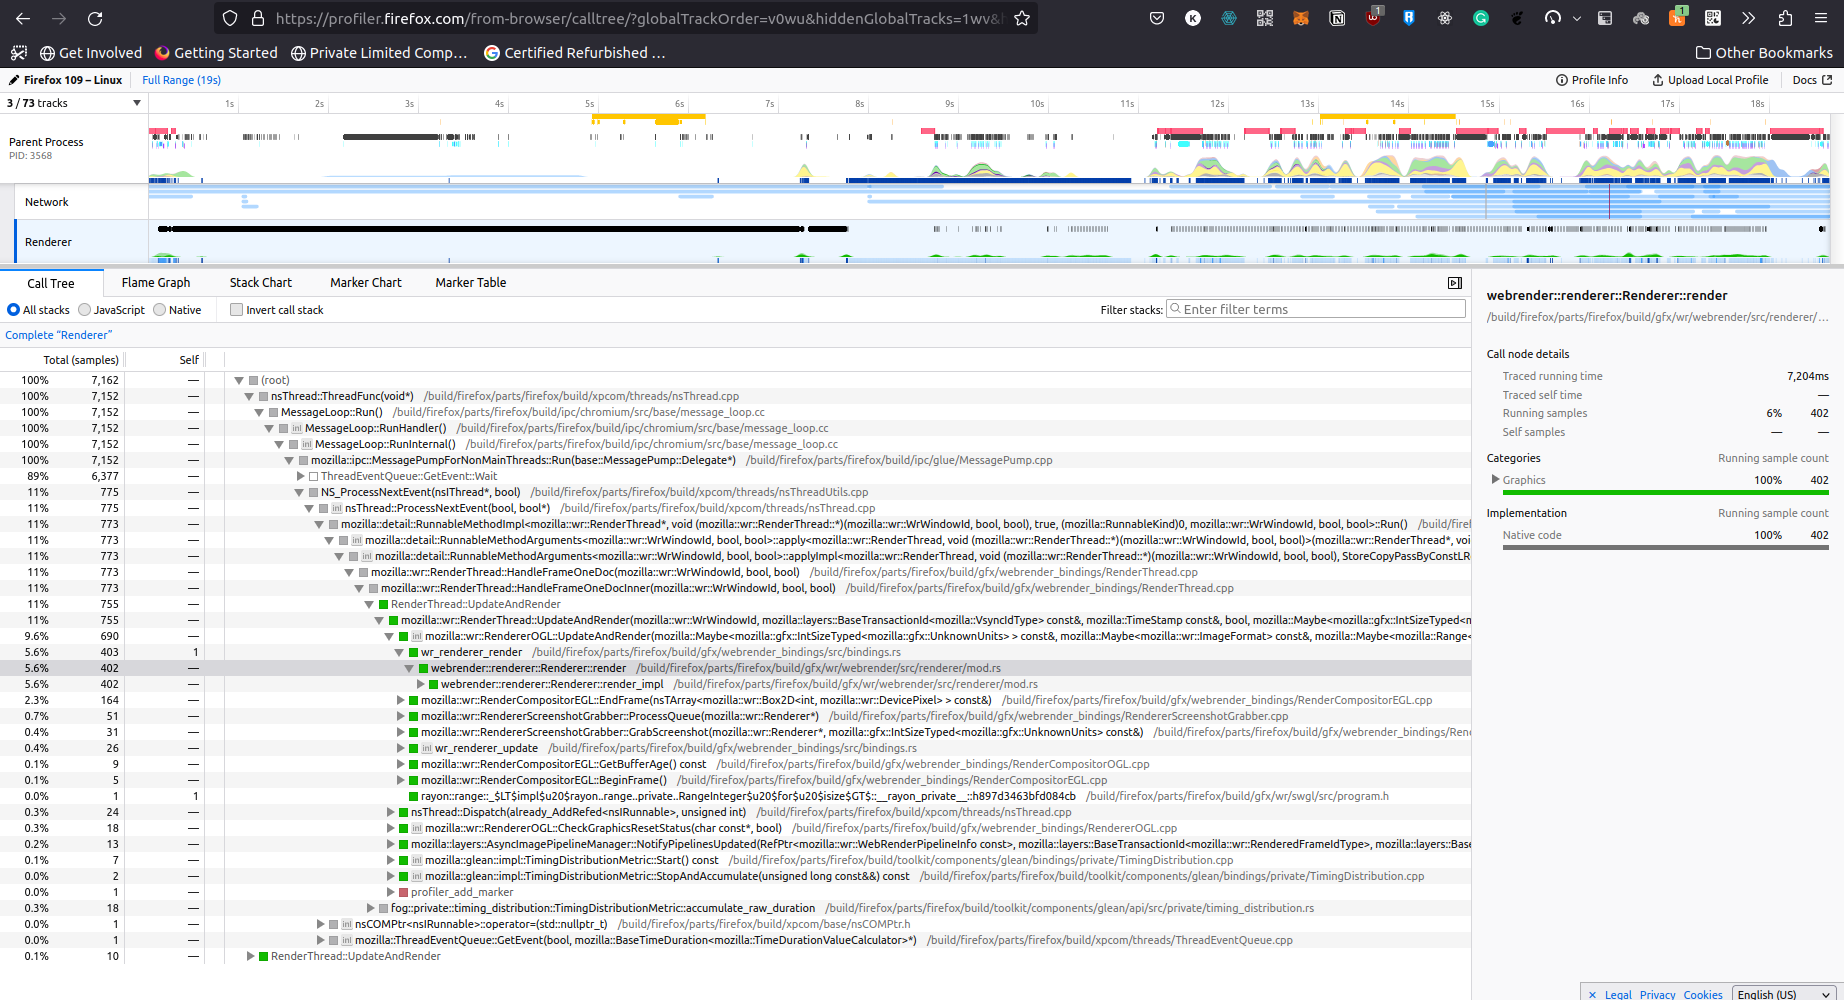 https://profiler.firefox.com/from-browser/calltree/?globalTrackOrder=v0wu&hiddenGlobalTracks=1wv&
1
1
Get Involved
Getting Started
Private Limited Comp…
Certified Refurbished …
Other Bookmarks
Firefox 109 – Linux
Full Range (19s)
Profile Info
Upload Local Profile
Docs
3 / 73 tracks
1s 2s 3s 4s 5s 6s 7s 8s 9s 10s 11s 12s 13s 14s 15s 16s 17s 18s
Parent Process
PID: 3568
Network
Renderer
Call Tree
Flame Graph
Stack Chart
Marker Chart
Marker Table
All stacks
JavaScript
Native
Invert call stack
Filter stacks:
Enter filter terms
Complete “Renderer”
Total (samples) Self
100% 7,162 — (root)
100% 7,152 — nsThread::ThreadFunc(void*) /build/firefox/parts/firefox/build/xpcom/threads/nsThread.cpp
100% 7,152 — MessageLoop::Run() /build/firefox/parts/firefox/build/ipc/chromium/src/base/message_loop.cc
100% 7,152 — inl MessageLoop::RunHandler() /build/firefox/parts/firefox/build/ipc/chromium/src/base/message_loop.cc
100% 7,152 — inl MessageLoop::RunInternal() /build/firefox/parts/firefox/build/ipc/chromium/src/base/message_loop.cc
100% 7,152 — mozilla::ipc::MessagePumpForNonMainThreads::Run(base::MessagePump::Delegate*) /build/firefox/parts/firefox/build/ipc/glue/MessagePump.cpp
89% 6,377 — ThreadEventQueue::GetEvent::Wait
11% 775 — NS_ProcessNextEvent(nsIThread*, bool) /build/firefox/parts/firefox/build/xpcom/threads/nsThreadUtils.cpp
11% 775 — inl nsThread::ProcessNextEvent(bool, bool*) /build/firefox/parts/firefox/build/xpcom/threads/nsThread.cpp
11% 773 — mozilla::detail::RunnableMethodImpl<mozilla::wr::RenderThread*, void (mozilla::wr::RenderThread::*)(mozilla::wr::WrWindowId, bool, bool), true, (mozilla::RunnableKind)0, mozilla::wr::WrWindowId, bool, bool>::Run() /build/firef
11% 773 — inl mozilla::detail::RunnableMethodArguments<mozilla::wr::WrWindowId, bool, bool>::apply<mozilla::wr::RenderThread, void (mozilla::wr::RenderThread::*)(mozilla::wr::WrWindowId, bool, bool)>(mozilla::wr::RenderThread*, voi
11% 773 — inl mozilla::detail::RunnableMethodArguments<mozilla::wr::WrWindowId, bool, bool>::applyImpl<mozilla::wr::RenderThread, void (mozilla::wr::RenderThread::*)(mozilla::wr::WrWindowId, bool, bool), StoreCopyPassByConstLR
11% 773 — mozilla::wr::RenderThread::HandleFrameOneDoc(mozilla::wr::WrWindowId, bool, bool) /build/firefox/parts/firefox/build/gfx/webrender_bindings/RenderThread.cpp
11% 773 — mozilla::wr::RenderThread::HandleFrameOneDocInner(mozilla::wr::WrWindowId, bool, bool) /build/firefox/parts/firefox/build/gfx/webrender_bindings/RenderThread.cpp
11% 755 — RenderThread::UpdateAndRender
11% 755 — mozilla::wr::RenderThread::UpdateAndRender(mozilla::wr::WrWindowId, mozilla::layers::BaseTransactionId<mozilla::VsyncIdType> const&, mozilla::TimeStamp const&, bool, mozilla::Maybe<mozilla::gfx::IntSizeTyped<m
9.6% 690 — inl mozilla::wr::RendererOGL::UpdateAndRender(mozilla::Maybe<mozilla::gfx::IntSizeTyped<mozilla::gfx::UnknownUnits> > const&, mozilla::Maybe<mozilla::wr::ImageFormat> const&, mozilla::Maybe<mozilla::Range<
5.6% 403 1 wr_renderer_render /build/firefox/parts/firefox/build/gfx/webrender_bindings/src/bindings.rs
5.6% 402 — webrender::renderer::Renderer::render /build/firefox/parts/firefox/build/gfx/wr/webrender/src/renderer/mod.rs
5.6% 402 — webrender::renderer::Renderer::render_impl /build/firefox/parts/firefox/build/gfx/wr/webrender/src/renderer/mod.rs
2.3% 164 — mozilla::wr::RenderCompositorEGL::EndFrame(nsTArray<mozilla::wr::Box2D<int, mozilla::wr::DevicePixel> > const&) /build/firefox/parts/firefox/build/gfx/webrender_bindings/RenderCompositorEGL.cpp
0.7% 51 — mozilla::wr::RendererScreenshotGrabber::ProcessQueue(mozilla::wr::Renderer*) /build/firefox/parts/firefox/build/gfx/webrender_bindings/RendererScreenshotGrabber.cpp
0.4% 31 — mozilla::wr::RendererScreenshotGrabber::GrabScreenshot(mozilla::wr::Renderer*, mozilla::gfx::IntSizeTyped<mozilla::gfx::UnknownUnits> const&) /build/firefox/parts/firefox/build/gfx/webrender_bindings/Rend
0.4% 26 — inl wr_renderer_update /build/firefox/parts/firefox/build/gfx/webrender_bindings/src/bindings.rs
0.1% 9 — mozilla::wr::RenderCompositorEGL::GetBufferAge() const /build/firefox/parts/firefox/build/gfx/webrender_bindings/RenderCompositorOGL.cpp
0.1% 5 — mozilla::wr::RenderCompositorEGL::BeginFrame() /build/firefox/parts/firefox/build/gfx/webrender_bindings/RenderCompositorEGL.cpp
0.0% 1 1 rayon::range::_$LT$impl$u20$rayon..range..private..RangeInteger$u20$for$u20$isize$GT$::__rayon_private__::h897d3463bfd084cb /build/firefox/parts/firefox/build/gfx/wr/swgl/src/program.h
0.3% 24 — nsThread::Dispatch(already_AddRefed<nsIRunnable>, unsigned int) /build/firefox/parts/firefox/build/xpcom/threads/nsThread.cpp
0.3% 18 — inl mozilla::wr::RendererOGL::CheckGraphicsResetStatus(char const*, bool) /build/firefox/parts/firefox/build/gfx/webrender_bindings/RendererOGL.cpp
0.2% 13 — mozilla::layers::AsyncImagePipelineManager::NotifyPipelinesUpdated(RefPtr<mozilla::wr::WebRenderPipelineInfo const>, mozilla::layers::BaseTransactionId<mozilla::wr::RenderedFrameIdType>, mozilla::layers::Base
0.1% 7 — inl mozilla::glean::impl::TimingDistributionMetric::Start() const /build/firefox/parts/firefox/build/toolkit/components/glean/bindings/private/TimingDistribution.cpp
0.0% 2 — inl mozilla::glean::impl::TimingDistributionMetric::StopAndAccumulate(unsigned long const&&) const /build/firefox/parts/firefox/build/toolkit/components/glean/bindings/private/TimingDistribution.cpp
0.0% 1 — profiler_add_marker
0.3% 18 — fog::private::timing_distribution::TimingDistributionMetric::accumulate_raw_duration /build/firefox/parts/firefox/build/toolkit/components/glean/api/src/private/timing_distribution.rs
0.0% 1 — inl nsCOMPtr<nsIRunnable>::operator=(std::nullptr_t) /build/firefox/parts/firefox/build/xpcom/base/nsCOMPtr.h
0.0% 1 — inl mozilla::ThreadEventQueue::GetEvent(bool, mozilla::BaseTimeDuration<mozilla::TimeDurationValueCalculator>*) /build/firefox/parts/firefox/build/xpcom/threads/ThreadEventQueue.cpp
0.1% 10 — RenderThread::UpdateAndRender
webrender::renderer::Renderer::render
/build/firefox/parts/firefox/build/gfx/wr/webrender/src/renderer/…
Call node details
Traced running time 7,204ms
Traced self time —
Running samples 6% 402
Self samples — —
Categories Running sample count
Graphics 100% 402
Implementation Running sample count
Native code 100% 402
× Legal Privacy Cookies English (US)